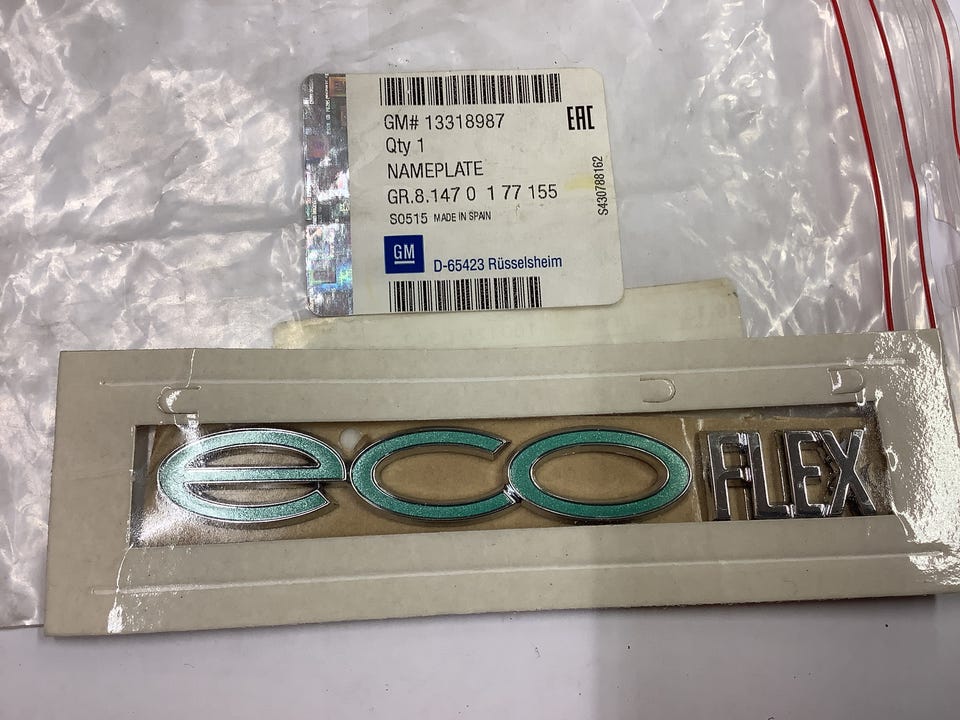 GM# 13318987
EAC
Qty 1
NAMEPLATE
GR.8.147 0 1 77 155
S0515 MADE IN SPAIN
S430788162
GM
D-65423 Rüsselsheim
eco FLEX